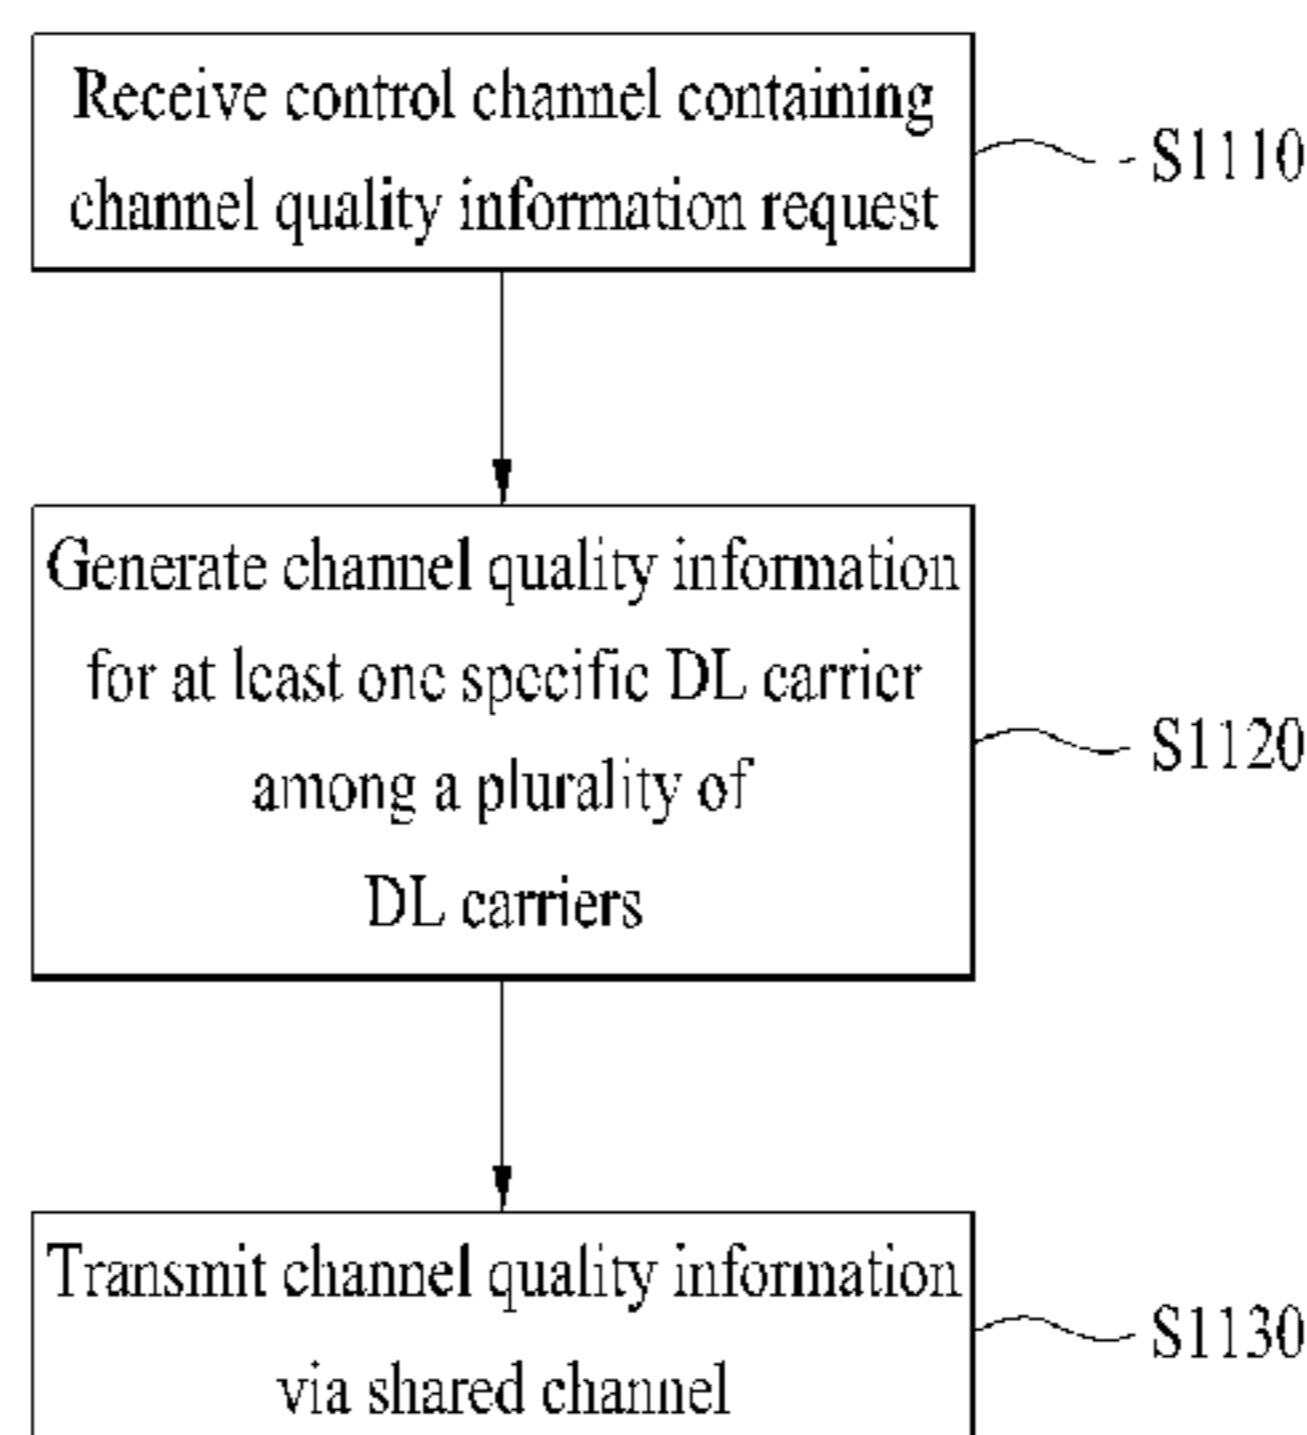 Receive control channel containing
channel quality information request
S1110
Generate channel quality information
for at least one specific DL carrier
among a plurality of
DL carriers
S1120
Transmit channel quality information
via shared channel
S1130